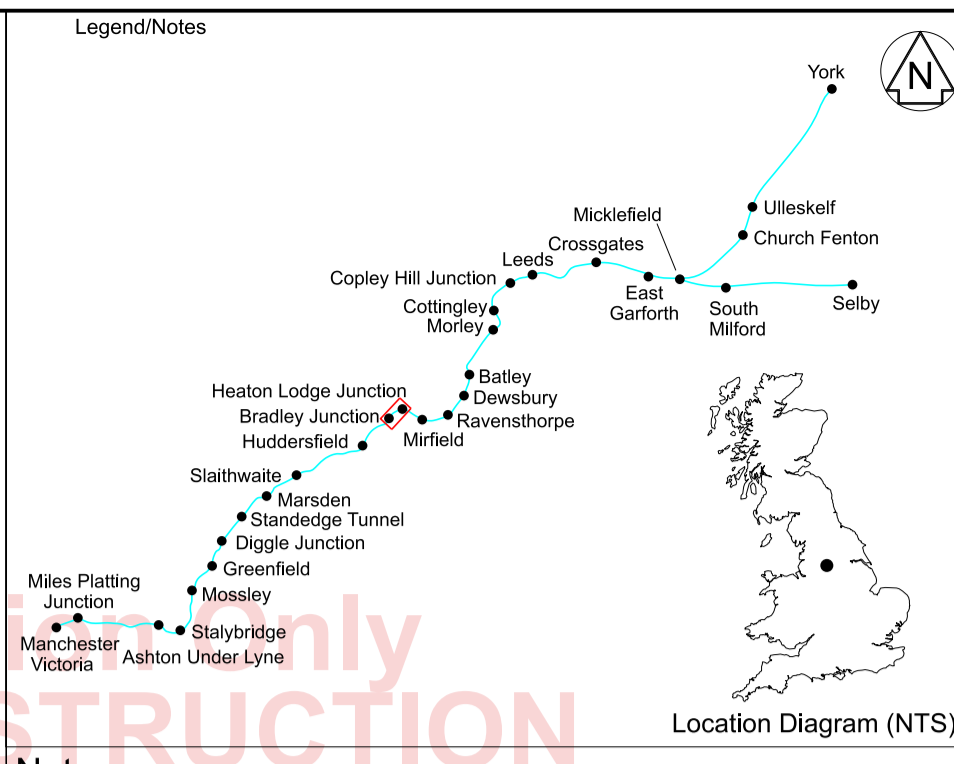 Legend/Notes
N
York
Ulleskelf
Micklefield
Church Fenton
Crossgates
Leeds
Copley Hill Junction
East
Garforth
South
Milford
Selby
Cottingley
Morley
Batley
Heaton Lodge Junction
Dewsbury
Bradley Junction
Ravensthorpe
Huddersfield
Mirfield
Slaithwaite
Marsden
Standedge Tunnel
Diggle Junction
Greenfield
Miles Platting
Junction
Mossley
Stalybridge
Manchester
Victoria
Ashton Under Lyne
ion Only
STRUCTION
Location Diagram (NTS)